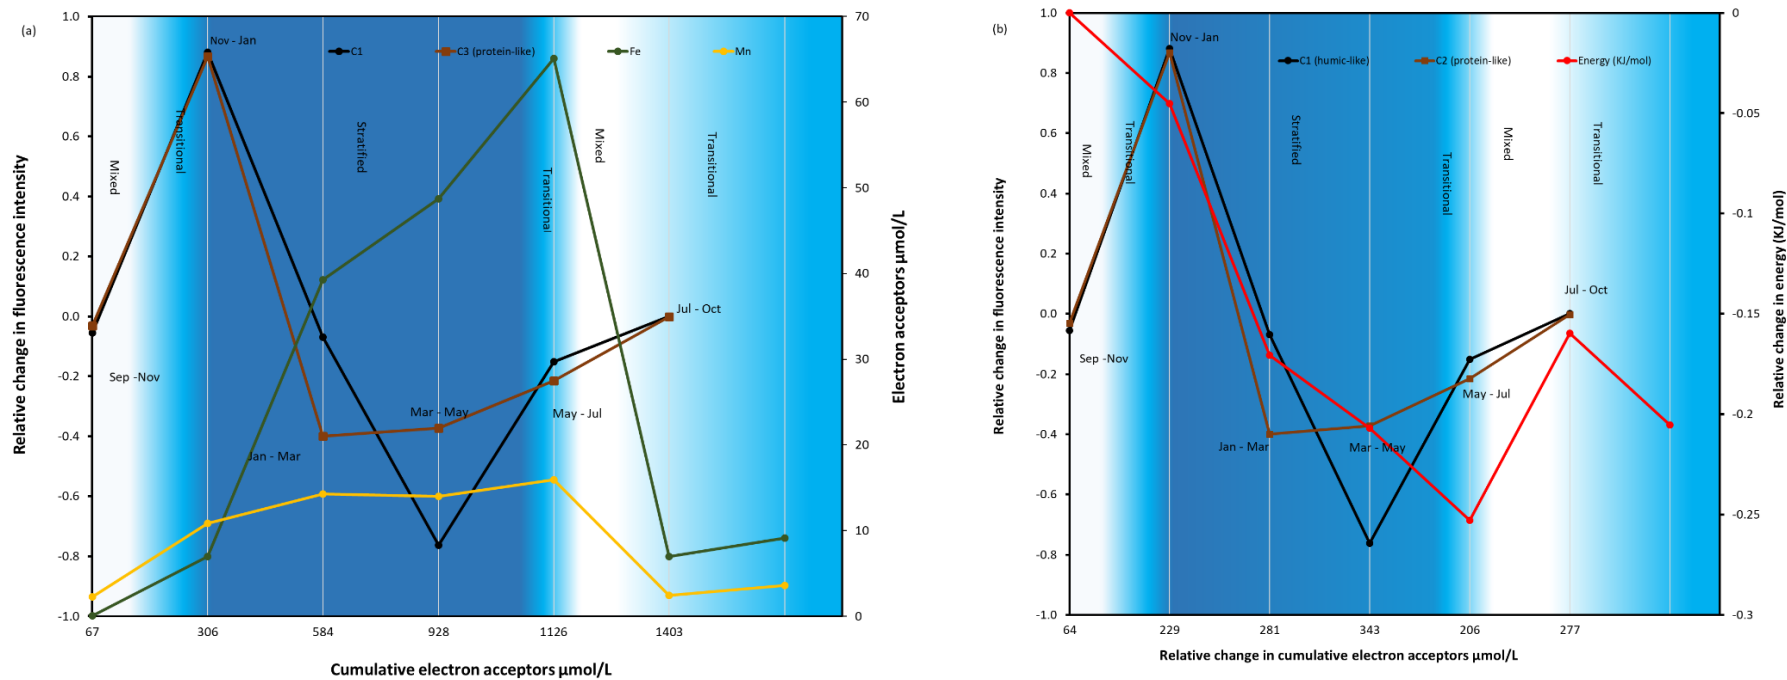 (a)
1.0
0.8
0.6
0.4
0.2
0.0
-0.2
-0.4
-0.6
-0.8
-1.0
Relative change in fluorescence intensity
Nov - Jan
C1
C3 (protein-like)
Fe
Mn
Mixed
Transitional
Stratified
Transitional
Mixed
Transitional
Sep -Nov
Jan - Mar
Mar - May
May - Jul
Jul - Oct
70
60
50
40
30
20
10
0
Electron acceptors µmol/L
67
306
584
928
1126
1403
Cumulative electron acceptors µmol/L
(b)
1.0
0.8
0.6
0.4
0.2
0.0
-0.2
-0.4
-0.6
-0.8
-1.0
Relative change in fluorescence intensity
Nov - Jan
C1 (humic-like)
C2 (protein-like)
Energy (KJ/mol)
Mixed
Transitional
Stratified
Transitional
Mixed
Transitional
Sep -Nov
Jan - Mar
Mar - May
May - Jul
Jul - Oct
0
-0.05
-0.1
-0.15
-0.2
-0.25
-0.3
Relative change in energy (KJ/mol)
64
229
281
343
206
277
Relative change in cumulative electron acceptors µmol/L